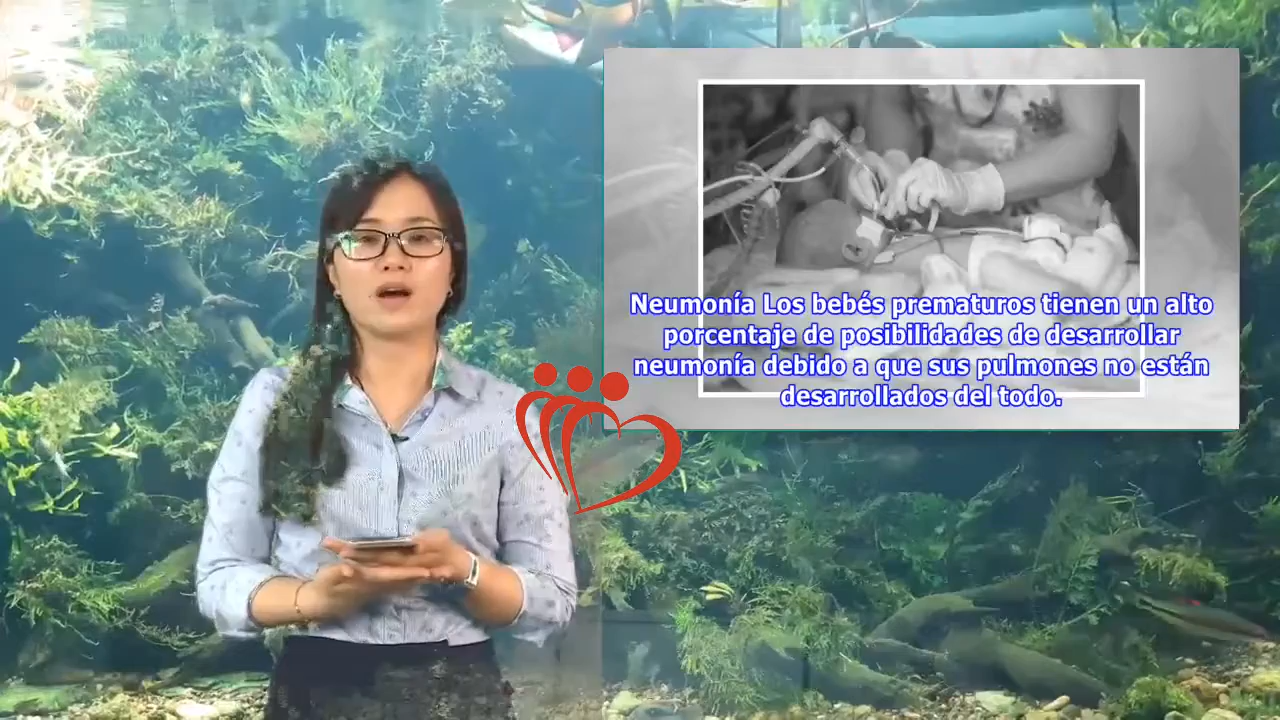 Neumonía Los bebés prematuros tienen un alto
porcentaje de posibilidades de desarrollar
neumonía debido a que sus pulmones no están
desarrollados del todo.